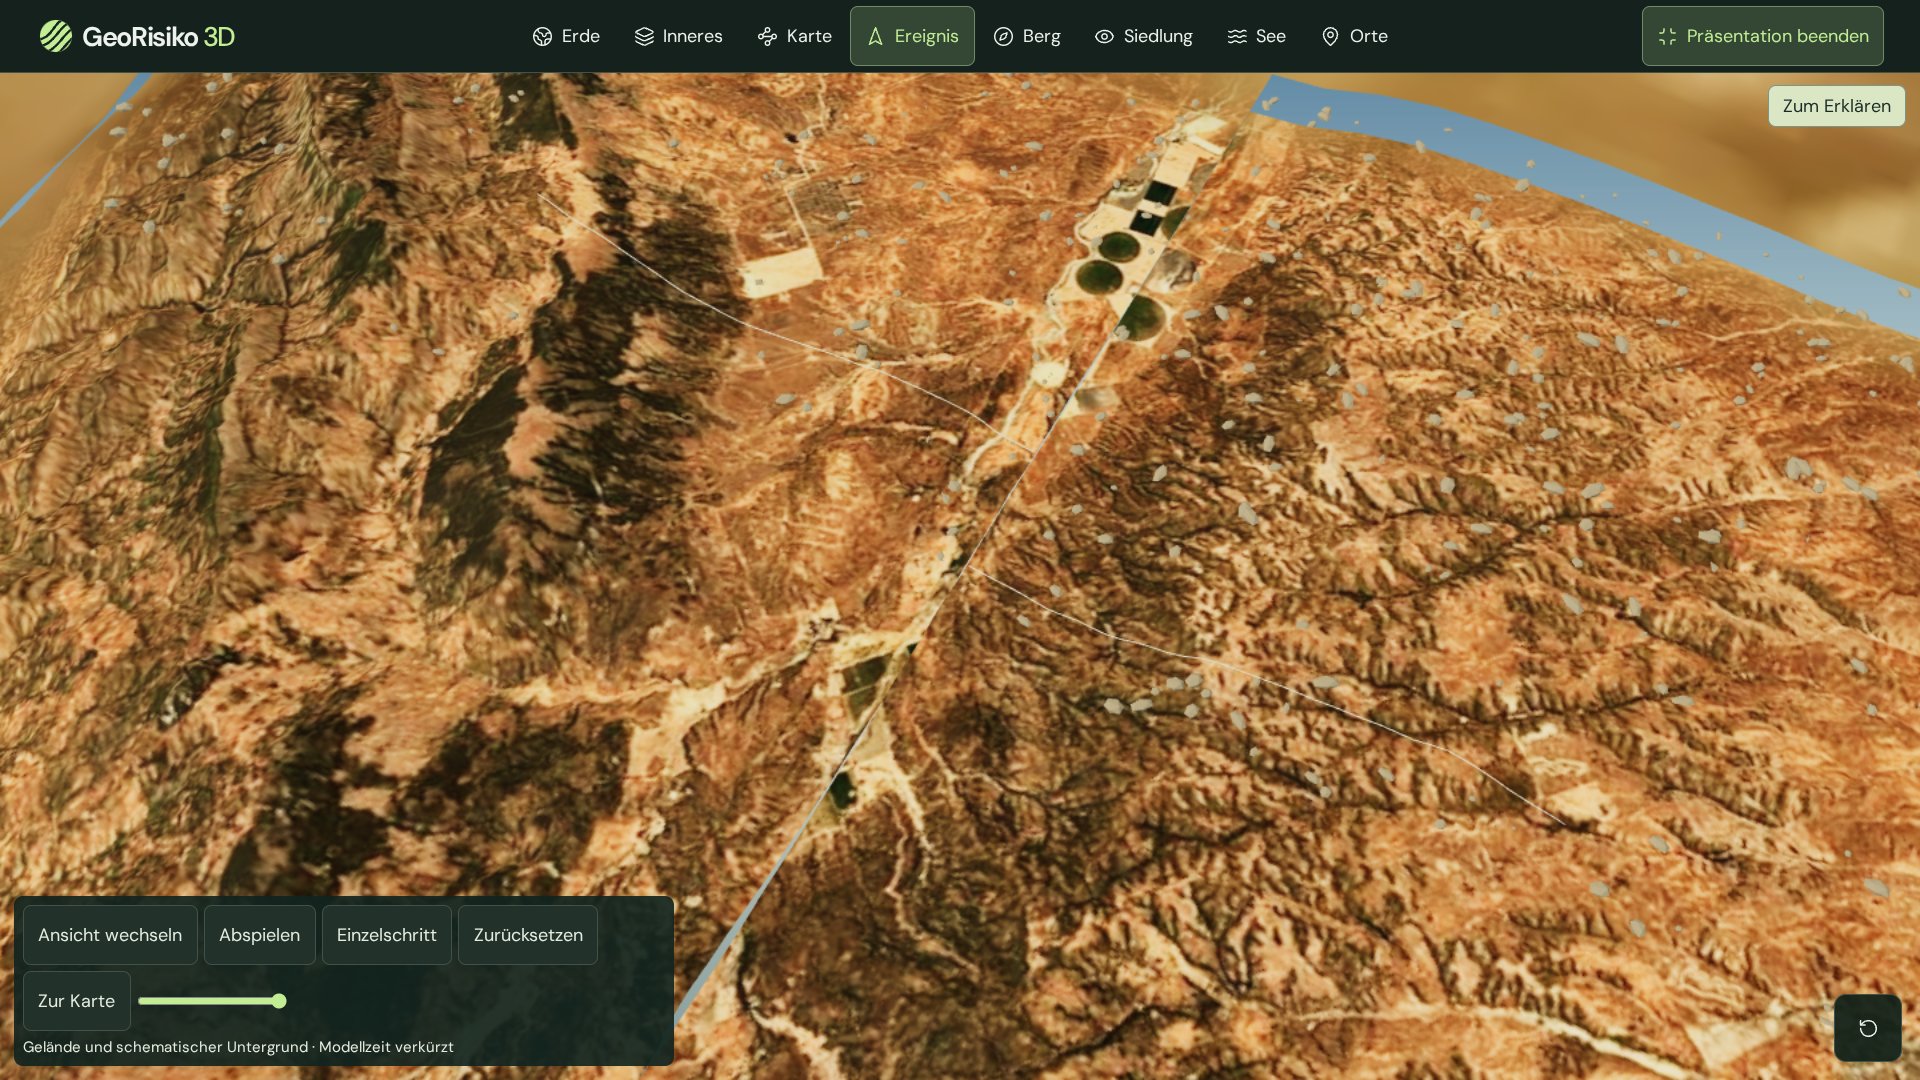 GeoRisiko 3D
Erde
Inneres
Karte
Ereignis
Berg
Siedlung
See
Orte
Präsentation beenden
Zum Erklären
Ansicht wechseln
Abspielen
Einzelschritt
Zurücksetzen
Zur Karte
Gelände und schematischer Untergrund · Modellzeit verkürzt